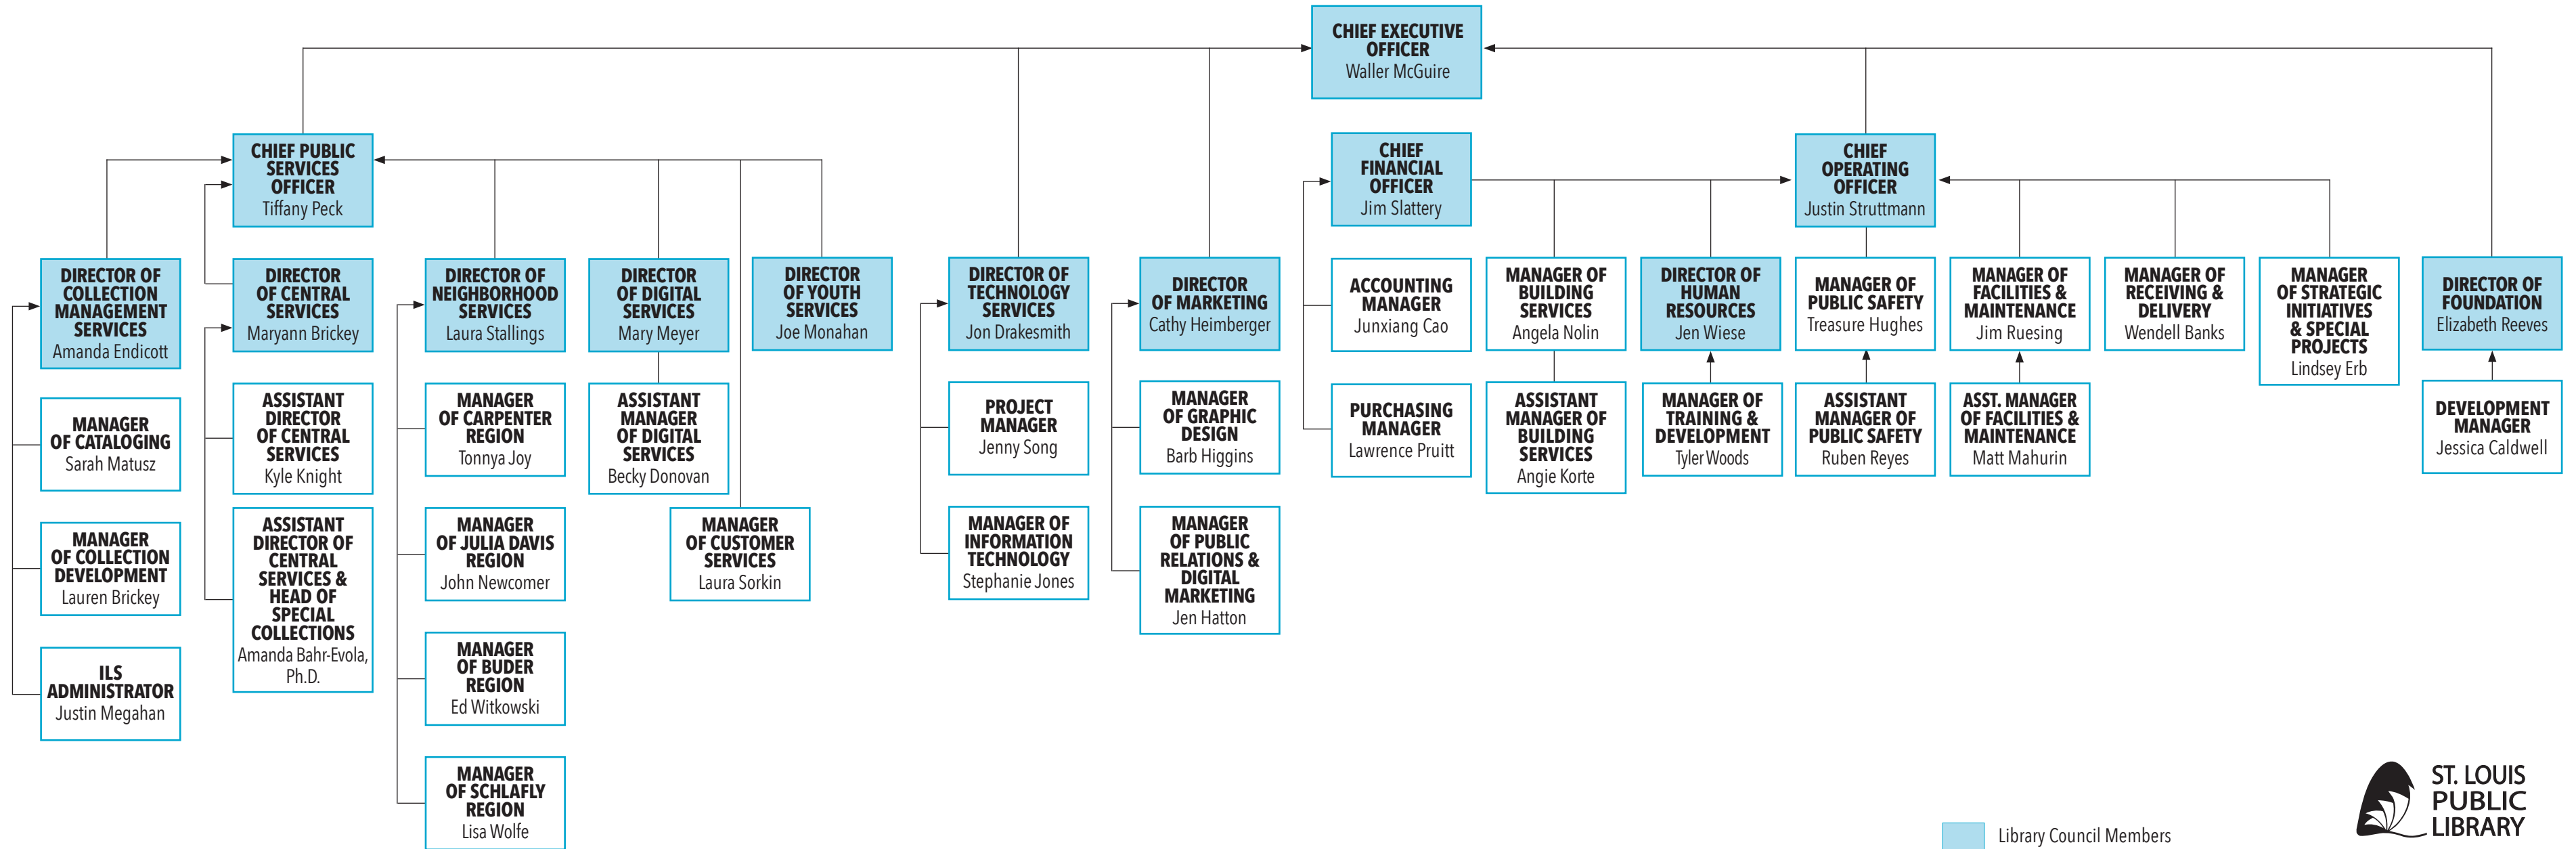 CHIEF EXECUTIVE
OFFICER
Waller McGuire
CHIEF PUBLIC
SERVICES
OFFICER
Tiffany Peck
CHIEF
FINANCIAL
OFFICER
Jim Slattery
CHIEF
OPERATING
OFFICER
Justin Struttmann
DIRECTOR OF
COLLECTION
MANAGEMENT
SERVICES
Amanda Endicott
DIRECTOR
OF CENTRAL
SERVICES
Maryann Brickey
DIRECTOR OF
NEIGHBORHOOD
SERVICES
Laura Stallings
DIRECTOR
OF DIGITAL
SERVICES
Mary Meyer
DIRECTOR
OF YOUTH
SERVICES
Joe Monahan
DIRECTOR OF
TECHNOLOGY
SERVICES
Jon Drakesmith
DIRECTOR
OF MARKETING
Cathy Heimberger
ACCOUNTING
MANAGER
Junxiang Cao
MANAGER OF
BUILDING
SERVICES
Angela Nolin
DIRECTOR OF
HUMAN
RESOURCES
Jen Wiese
MANAGER OF
PUBLIC SAFETY
Treasure Hughes
MANAGER OF
FACILITIES &
MAINTENANCE
Jim Ruesing
MANAGER OF
RECEIVING &
DELIVERY
Wendell Banks
MANAGER
OF STRATEGIC
INITIATIVES
& SPECIAL
PROJECTS
Lindsey Erb
DIRECTOR OF
FOUNDATION
Elizabeth Reeves
MANAGER
OF CATALOGING
Sarah Matusz
ASSISTANT
DIRECTOR
OF CENTRAL
SERVICES
Kyle Knight
MANAGER
OF CARPENTER
REGION
Tonnya Joy
ASSISTANT
MANAGER
OF DIGITAL
SERVICES
Becky Donovan
PROJECT
MANAGER
Jenny Song
MANAGER
OF GRAPHIC
DESIGN
Barb Higgins
PURCHASING
MANAGER
Lawrence Pruitt
ASSISTANT
MANAGER OF
BUILDING
SERVICES
Angie Korte
MANAGER OF
TRAINING &
DEVELOPMENT
Tyler Woods
ASSISTANT
MANAGER OF
PUBLIC SAFETY
Ruben Reyes
ASST. MANAGER
OF FACILITIES &
MAINTENANCE
Matt Mahurin
DEVELOPMENT
MANAGER
Jessica Caldwell
MANAGER
OF COLLECTION
DEVELOPMENT
Lauren Brickey
ASSISTANT
DIRECTOR OF
CENTRAL
SERVICES &
HEAD OF
SPECIAL
COLLECTIONS
Amanda Bahr-Evola,
Ph.D.
MANAGER
OF JULIA DAVIS
REGION
John Newcomer
MANAGER
OF CUSTOMER
SERVICES
Laura Sorkin
MANAGER OF
INFORMATION
TECHNOLOGY
Stephanie Jones
MANAGER
OF PUBLIC
RELATIONS &
DIGITAL
MARKETING
Jen Hatton
ILS
ADMINISTRATOR
Justin Megahan
MANAGER
OF BUDER
REGION
Ed Witkowski
MANAGER
OF SCHLAFLY
REGION
Lisa Wolfe
Library Council Members
ST. LOUIS
PUBLIC
LIBRARY